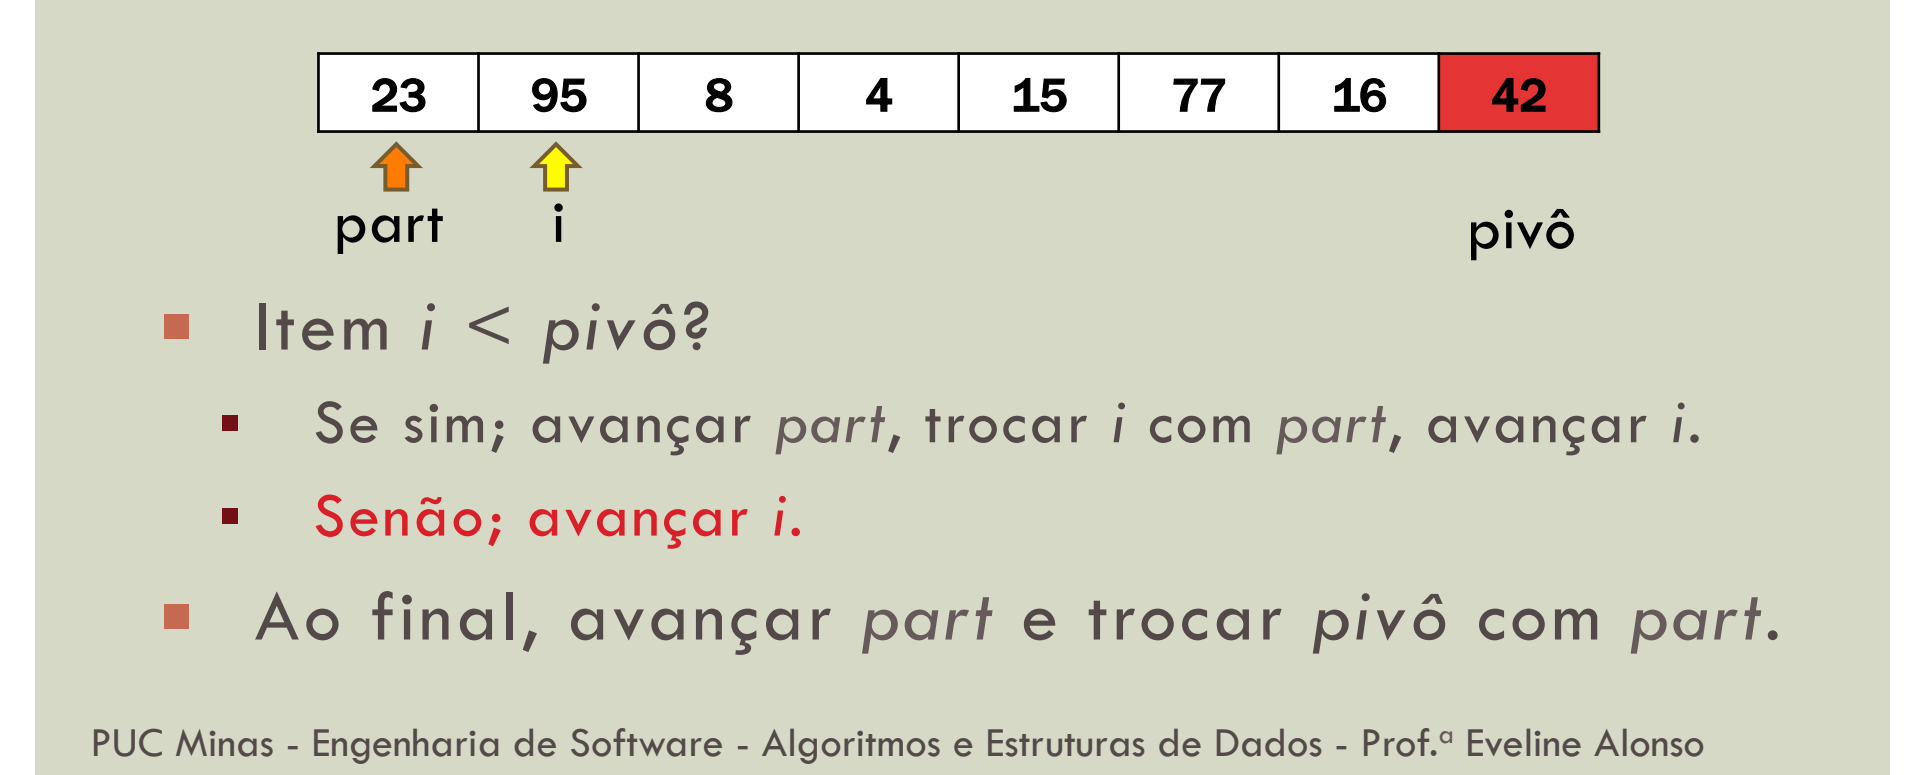 23 95 8 4 15 77 16 42
part i pivô
Item i < pivô?
Se sim; avançar part, trocar i com part, avançar i.
Senão; avançar i.
Ao final, avançar part e trocar pivô com part.
PUC Minas - Engenharia de Software - Algoritmos e Estruturas de Dados - Prof.ª Eveline Alonso